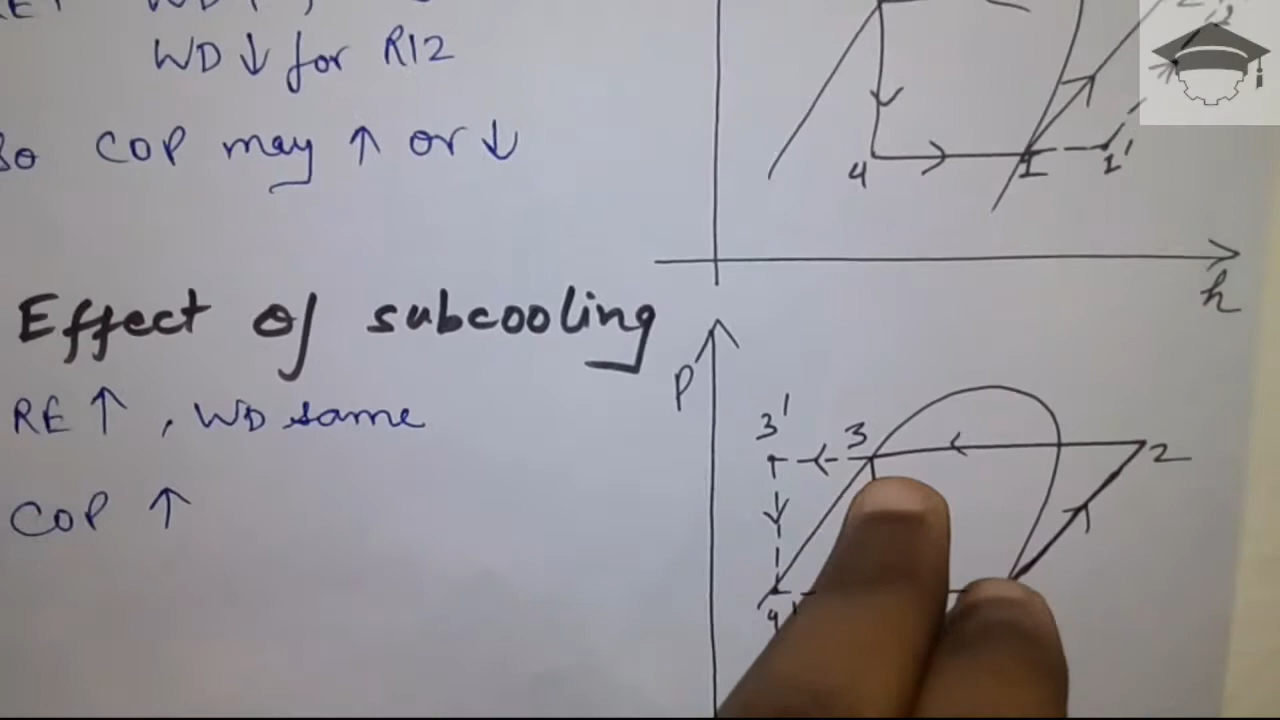 WD ↓ for R12
So COP may ↑ or ↓
4 1 1'
h
Effect of subcooling
P
RE ↑, WD same
3' 3 2
COP ↑
4'